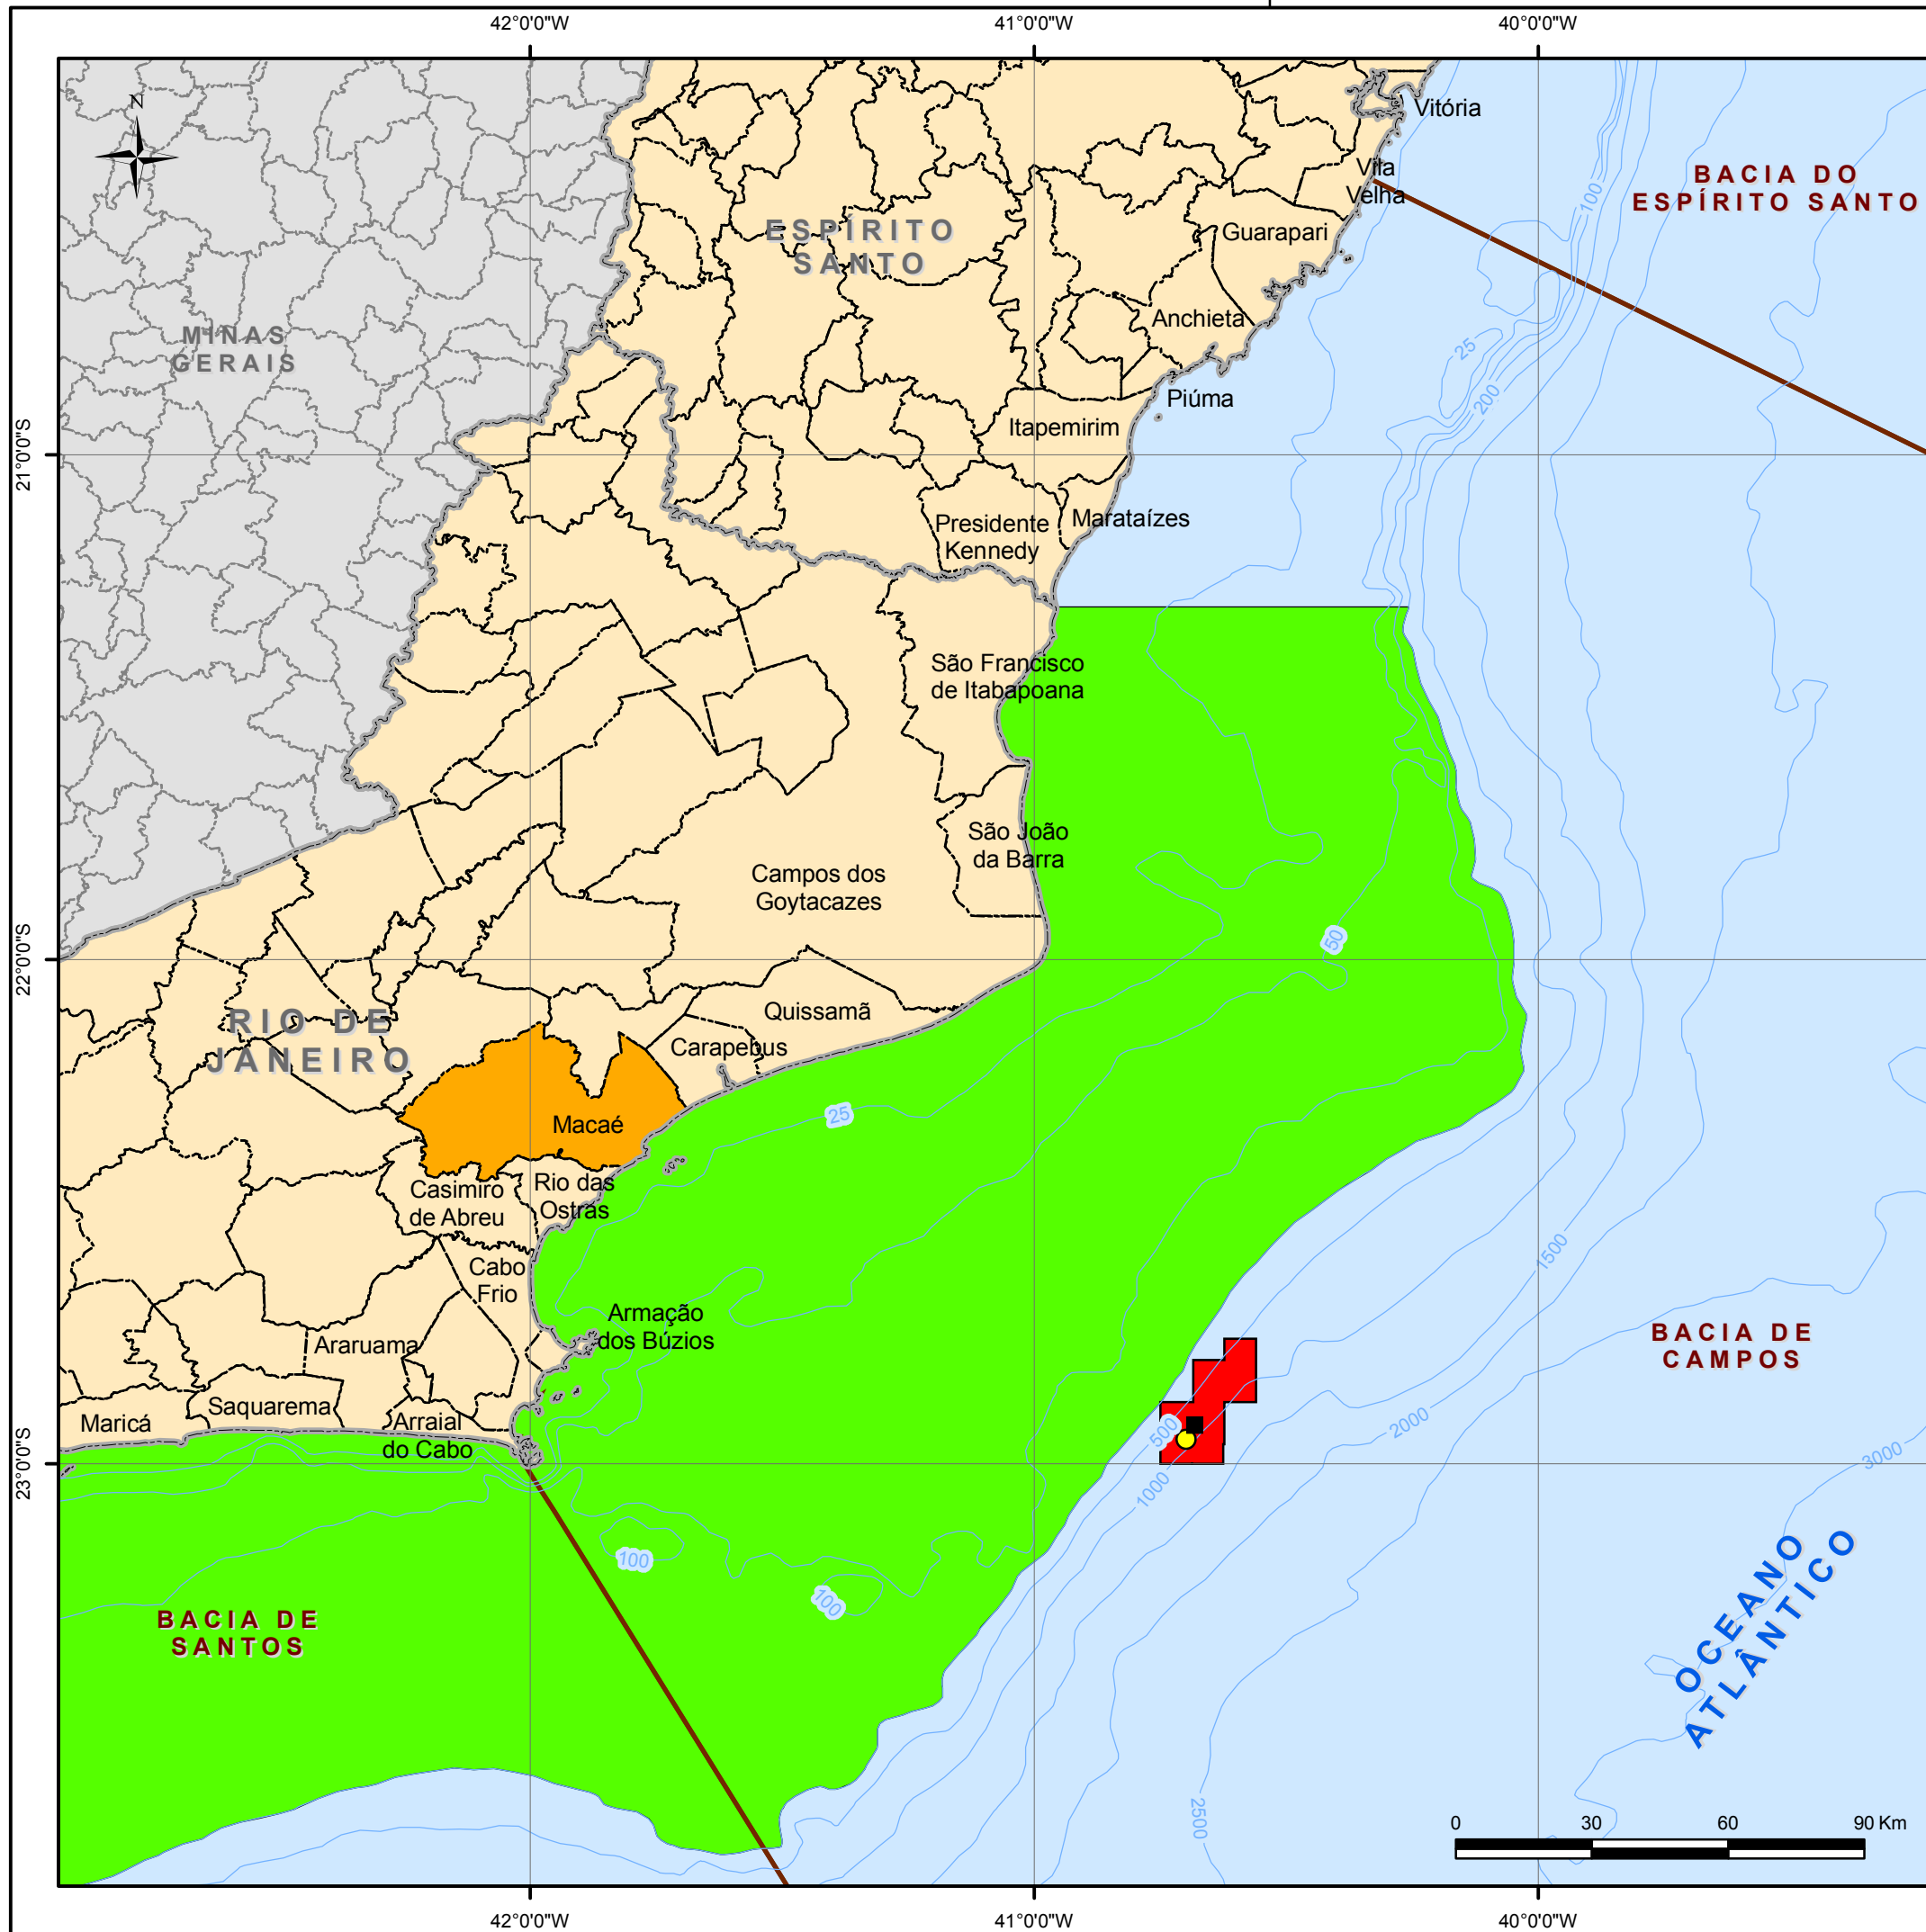 42°0'0"W
41°0'0"W
40°0'0"W
N
Vitória
Vila
Velha
BACIA DO
ESPÍRITO SANTO
100
ESPÍRITO
SANTO
Guarapari
MINAS
GERAIS
Anchieta
25
200
Piúma
Itapemirim
21°0'0"S
Presidente
Kennedy
Marataízes
São Francisco
de Itabapoana
São João
da Barra
Campos dos
Goytacazes
50
22°0'0"S
Quissamã
RIO DE
JANEIRO
Carapebus
25
Macaé
Casimiro
de Abreu
Rio das
Ostras
1500
Cabo
Frio
Armação
dos Búzios
Araruama
BACIA DE
CAMPOS
Saquarema
Maricá
Arraial
do Cabo
500
2000
23°0'0"S
1000
3000
100
100
OCEANO
ATLÂNTICO
BACIA DE
SANTOS
2500
0 30 60 90 Km
42°0'0"W
41°0'0"W
40°0'0"W